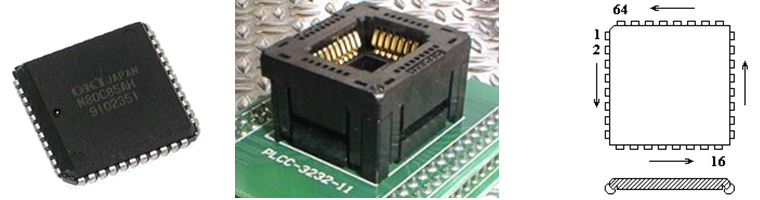 OKI JAPAN
M80C85AH
9102351
PLCC-3232-11
64
1
2
16